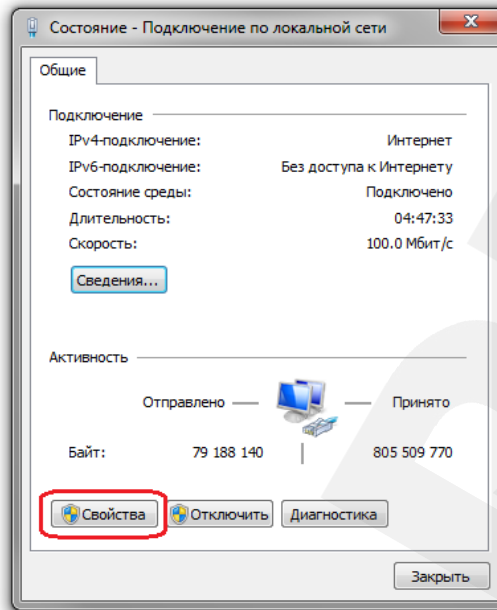 Состояние - Подключение по локальной сети
Общие
Подключение
IPv4-подключение: Интернет
IPv6-подключение: Без доступа к Интернету
Состояние среды: Подключено
Длительность: 04:47:33
Скорость: 100.0 Мбит/с
Сведения...
Активность
Отправлено — — Принято
Байт: 79 188 140 | 805 509 770
Свойства Отключить Диагностика
Закрыть